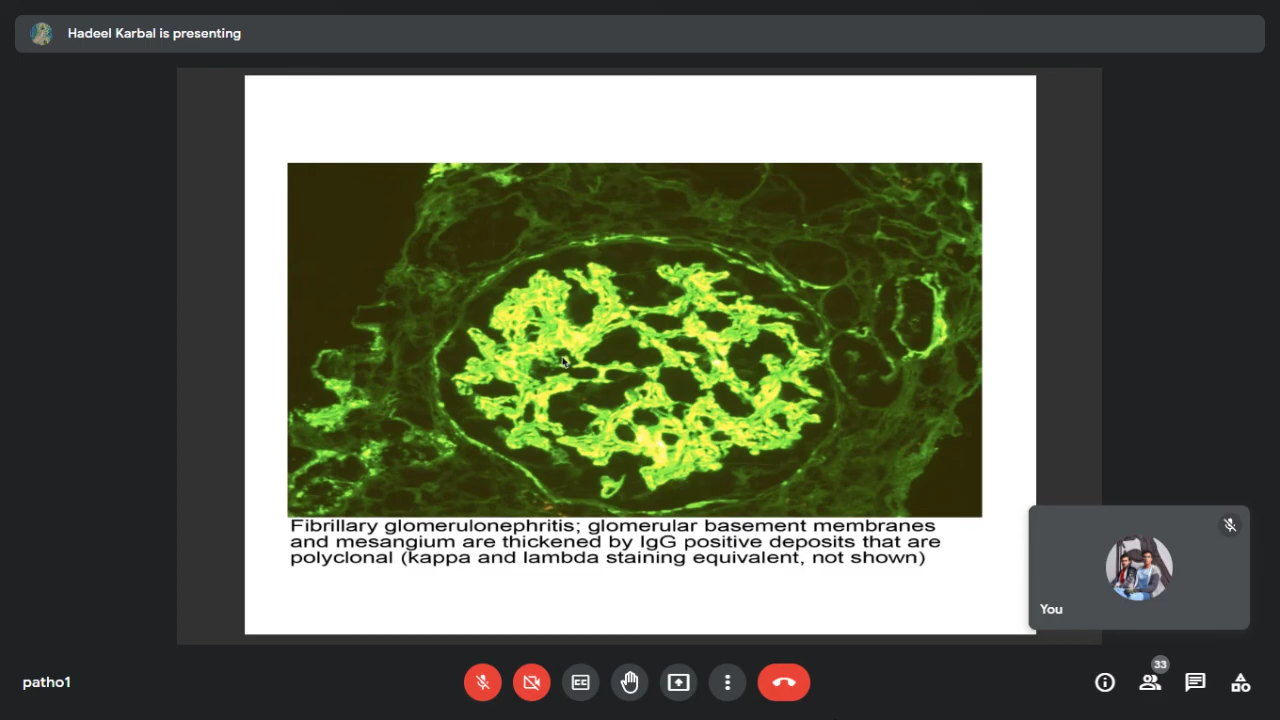 Hadeel Karbal is presenting
Fibrillary glomerulonephritis; glomerular basement membranes
and mesangium are thickened by IgG positive deposits that are
polyclonal (kappa and lambda staining equivalent, not shown)
You
33
patho1